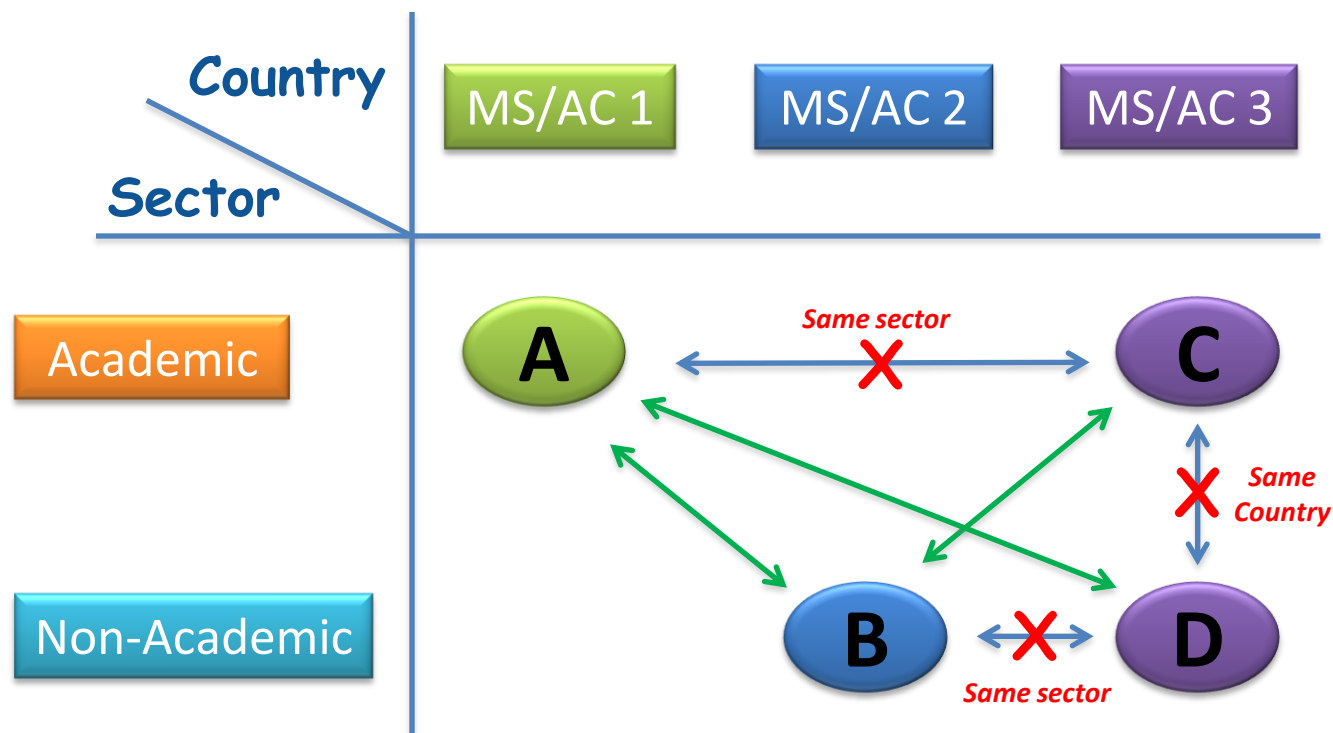 Country
MS/AC 1
MS/AC 2
MS/AC 3
Sector
Academic
A
Same sector
X
C
X
Same
Country
Non-Academic
B
X
D
Same sector